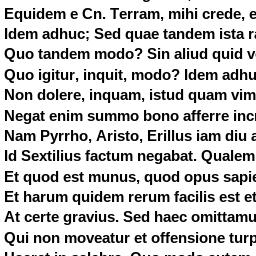 Equidem e Cn. Terram, mihi crede, e
Idem adhuc; Sed quae tandem ista ra
Quo tandem modo? Sin aliud quid v
Quo igitur, inquit, modo? Idem adhu
Non dolere, inquam, istud quam vim
Negat enim summo bono afferre incr
Nam Pyrrho, Aristo, Erillus iam diu a
Id Sextilius factum negabat. Qualem
Et quod est munus, quod opus sapie
Et harum quidem rerum facilis est et
At certe gravius. Sed haec omittamu
Qui non moveatur et offensione turp